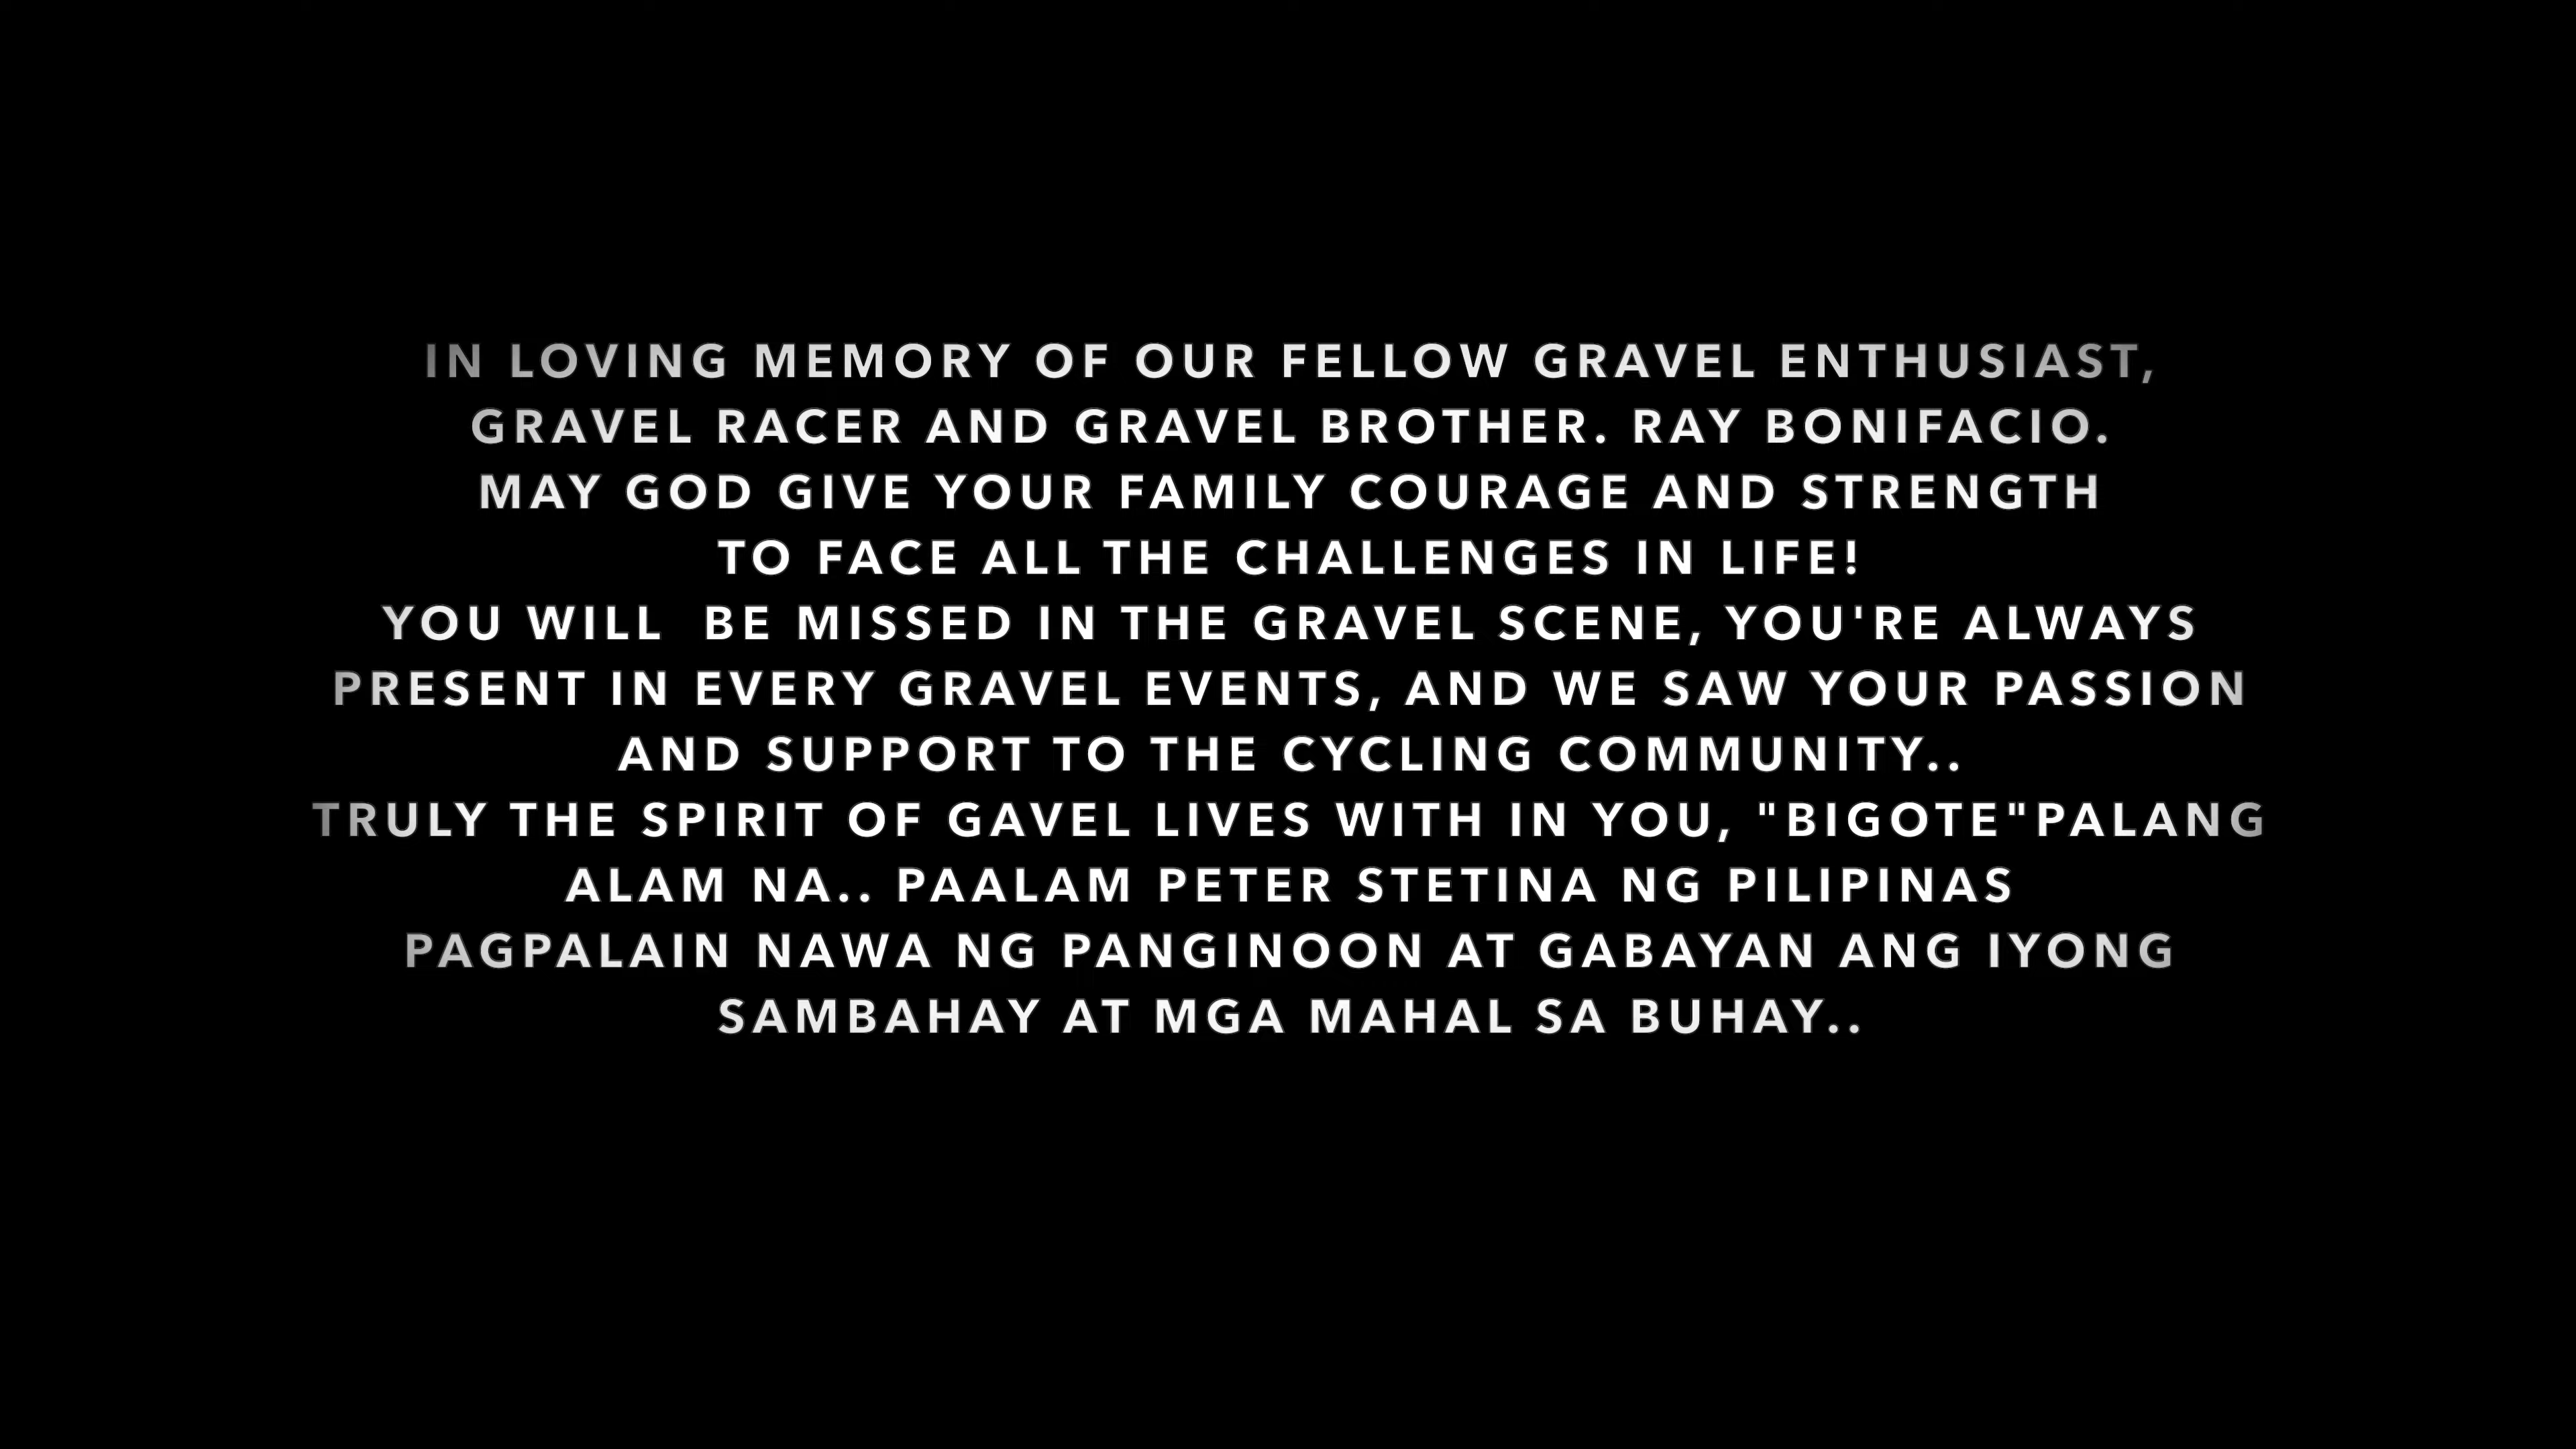 IN LOVING MEMORY OF OUR FELLOW GRAVEL ENTHUSIAST,
GRAVEL RACER AND GRAVEL BROTHER. RAY BONIFACIO.
MAY GOD GIVE YOUR FAMILY COURAGE AND STRENGTH
TO FACE ALL THE CHALLENGES IN LIFE!
YOU WILL  BE MISSED IN THE GRAVEL SCENE, YOU'RE ALWAYS
PRESENT IN EVERY GRAVEL EVENTS, AND WE SAW YOUR PASSION
AND SUPPORT TO THE CYCLING COMMUNITY..
TRULY THE SPIRIT OF GAVEL LIVES WITH IN YOU, "BIGOTE"PALANG
ALAM NA.. PAALAM PETER STETINA NG PILIPINAS
PAGPALAIN NAWA NG PANGINOON AT GABAYAN ANG IYONG
SAMBAHAY AT MGA MAHAL SA BUHAY..